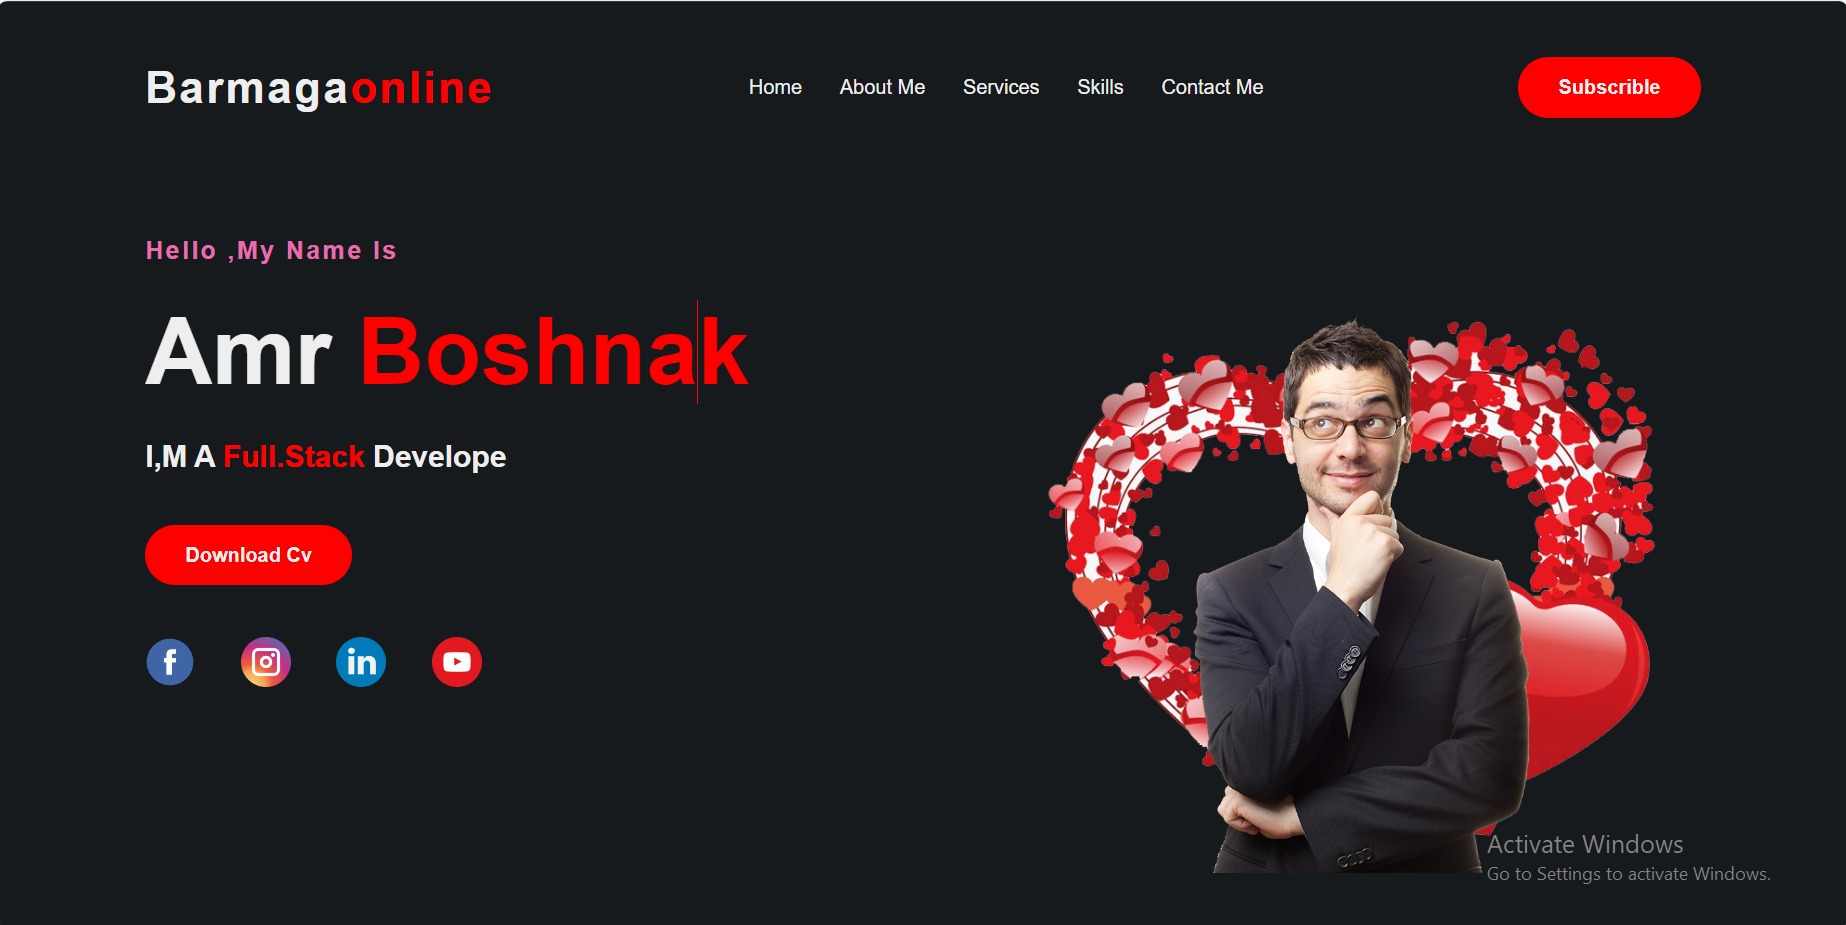 Barmagaonline
Home About Me Services Skills Contact Me
Subscrible
Hello ,My Name Is
Amr Boshnak
I,M A Full.Stack Develope
Download Cv
f
in
Activate Windows
Go to Settings to activate Windows.